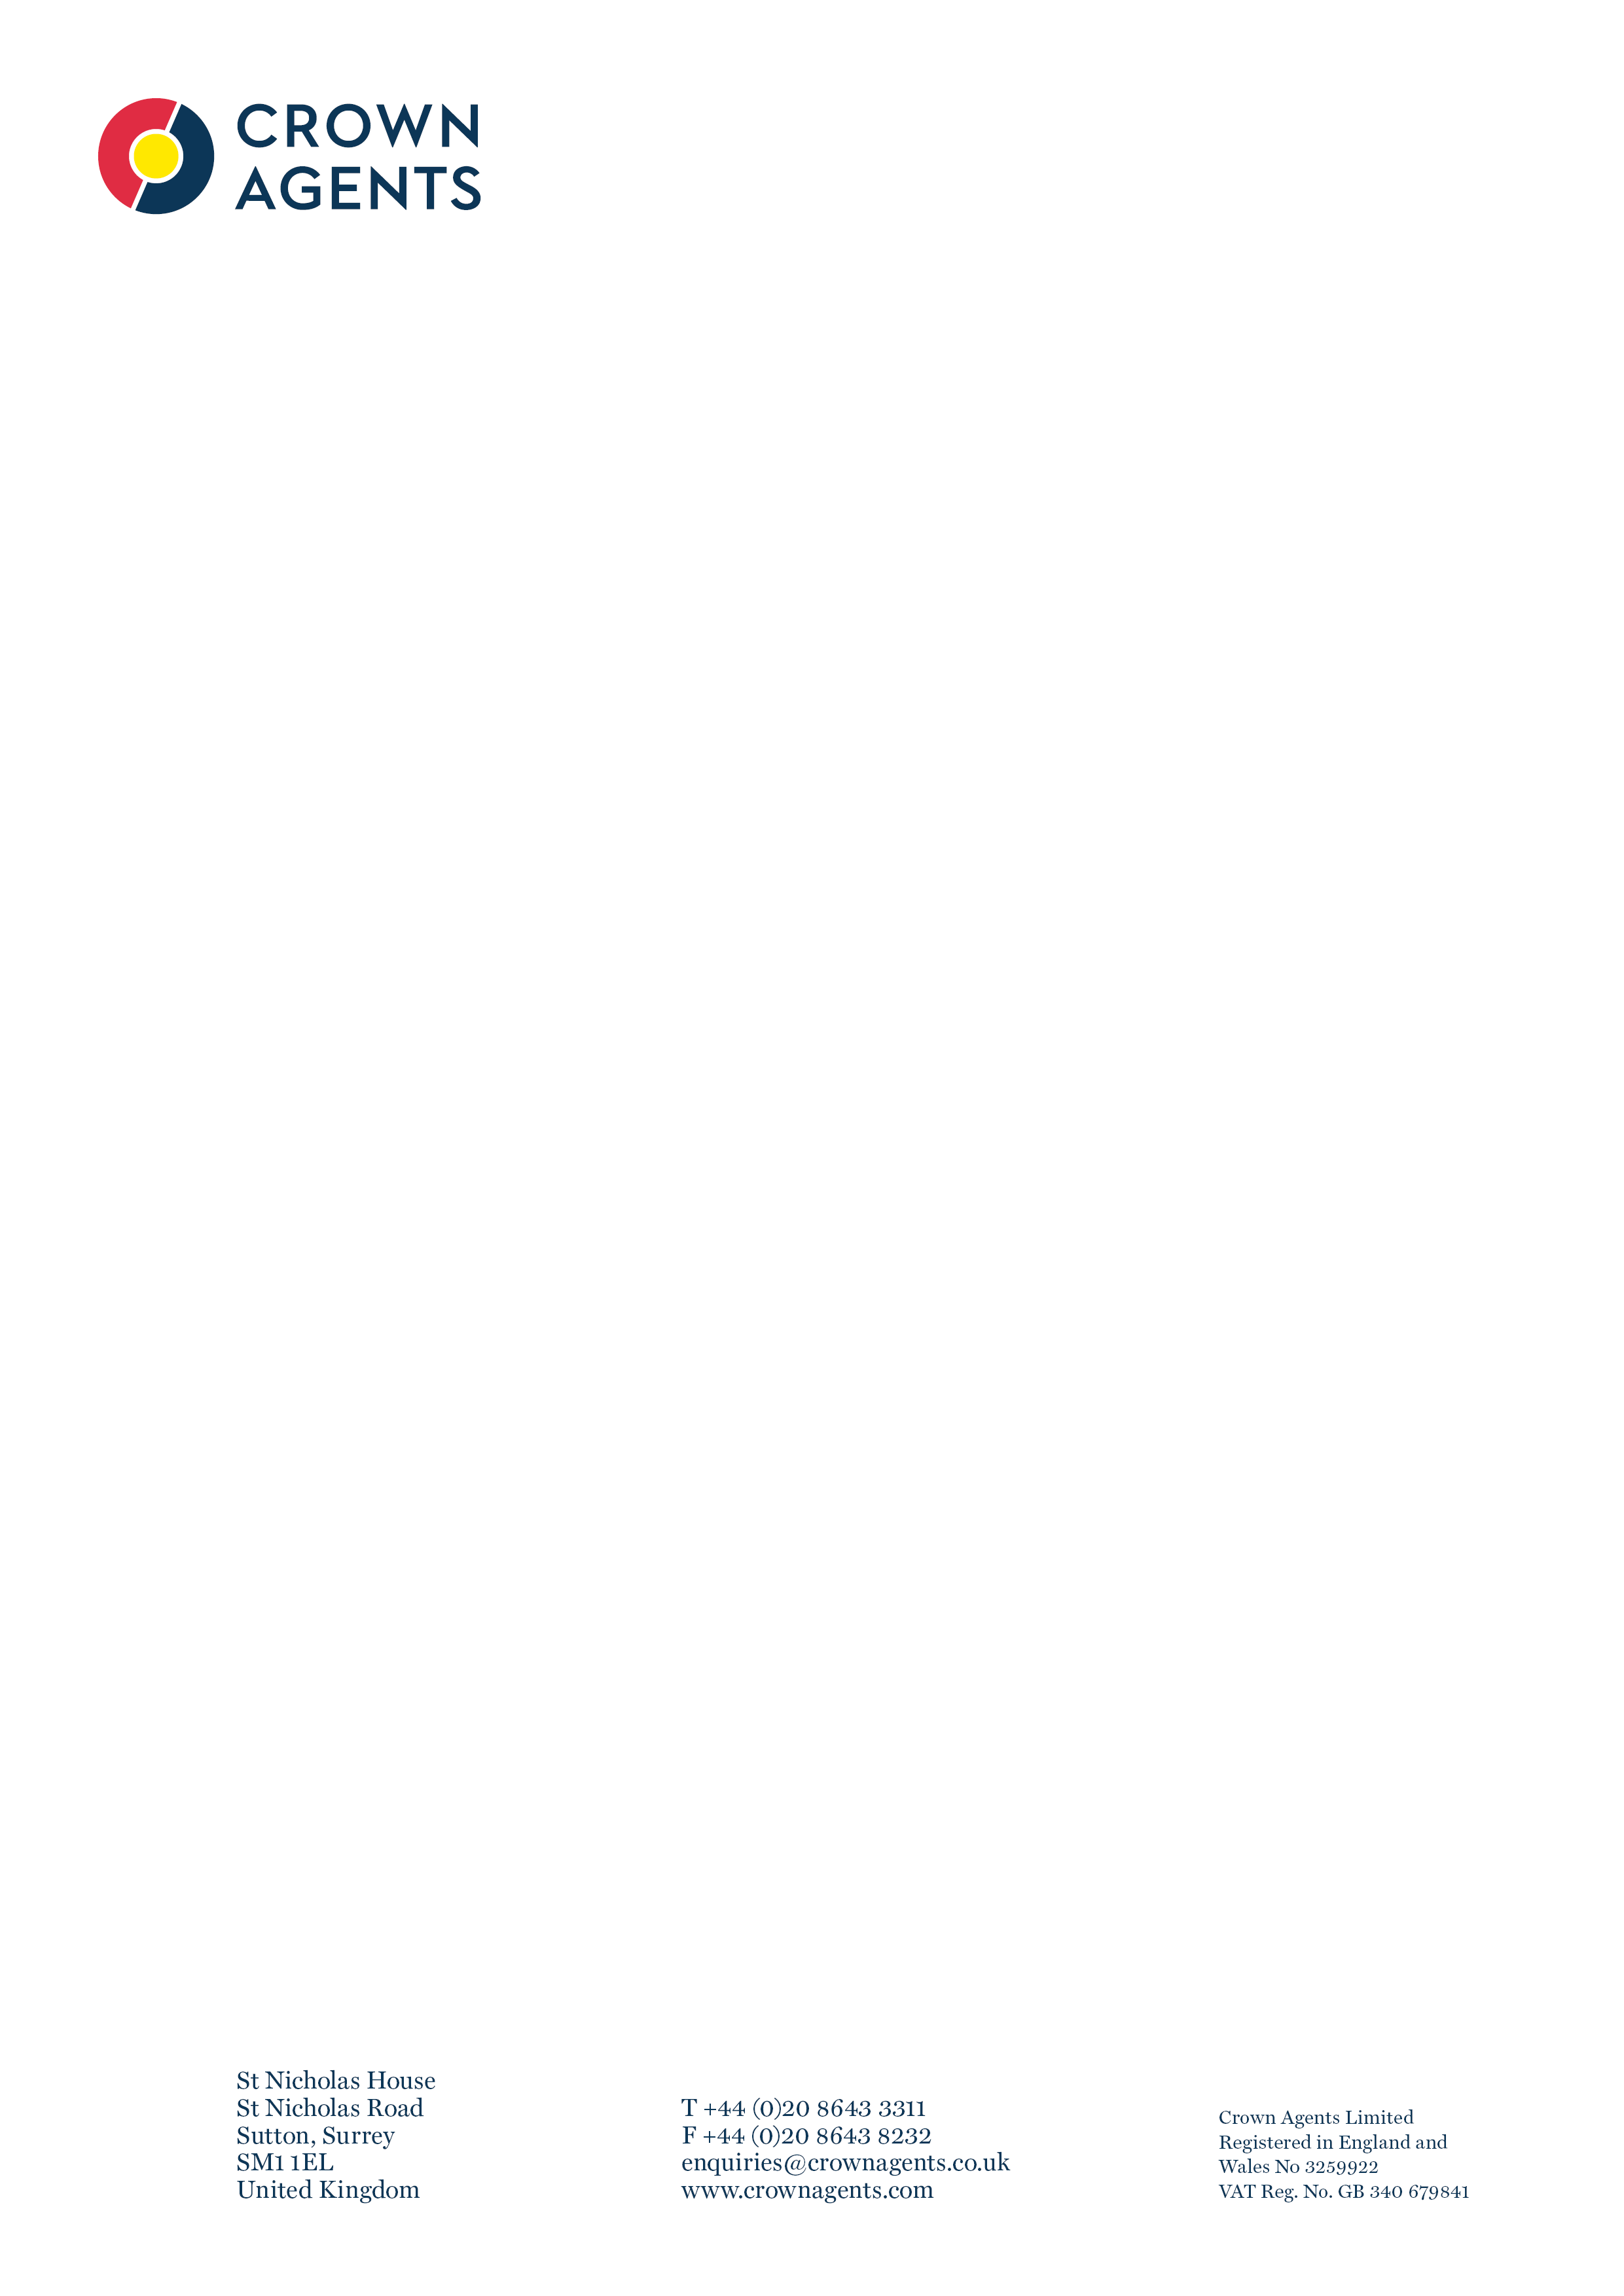 CROWN
AGENTS
St Nicholas House
St Nicholas Road
Sutton, Surrey
SM1 1EL
United Kingdom
T +44 (0)20 8643 3311
F +44 (0)20 8643 8232
enquiries@crownagents.co.uk
www.crownagents.com
Crown Agents Limited
Registered in England and
Wales No 3259922
VAT Reg. No. GB 340 679841